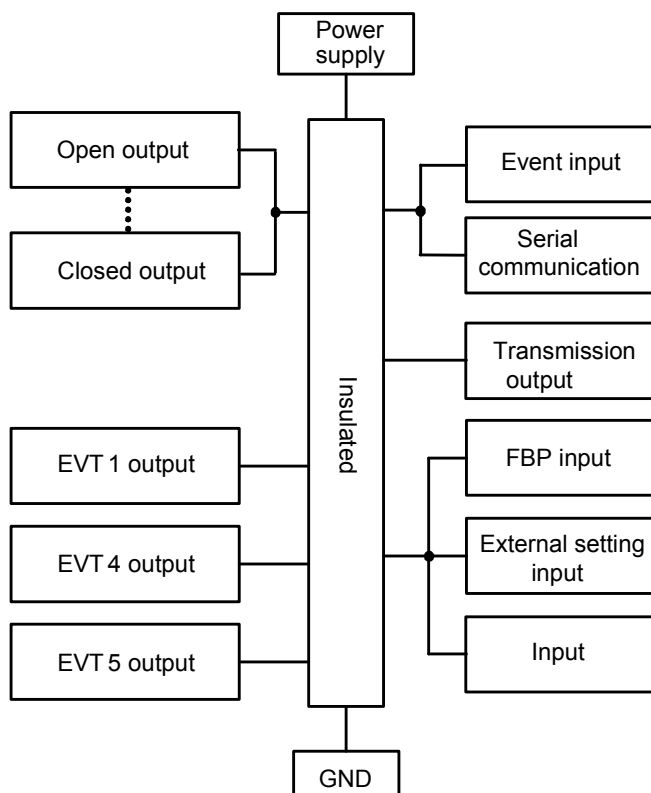 Power
supply
Open output
Closed output
EVT 1 output
EVT 4 output
EVT 5 output
Insulated
Event input
Serial
communication
Transmission
output
FBP input
External setting
input
Input
GND